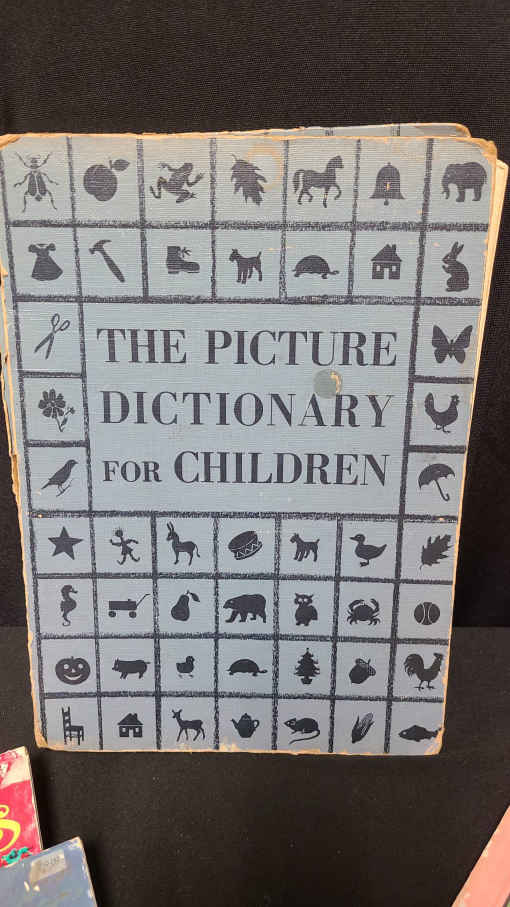 THE PICTURE
DICTIONARY
FOR CHILDREN